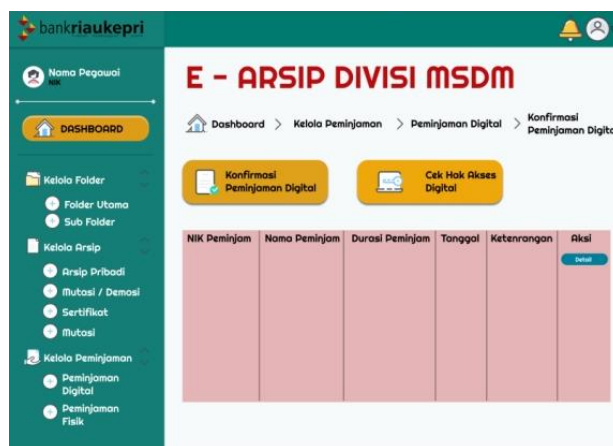 bankriaukepri
Nama Pegawai
NIK
DASHBOARD
Kelola Folder
Folder Utama
Sub Folder
Kelola Arsip
Arsip Pribadi
Mutasi / Demosi
Sertifikat
Mutasi
Kelola Peminjaman
Peminjaman
Digital
Peminjaman
Fisik
E - ARSIP DIVISI MSDM
Dashboard > Kelola Peminjaman > Peminjaman Digital > Konfirmasi
Peminjaman Digita
Konfirmasi
Peminjaman Digital
Cek Hak Akses
Digital
NIK Peminjam Nama Peminjam Durasi Peminjam Tanggal Ketenrangan Aksi
Detail